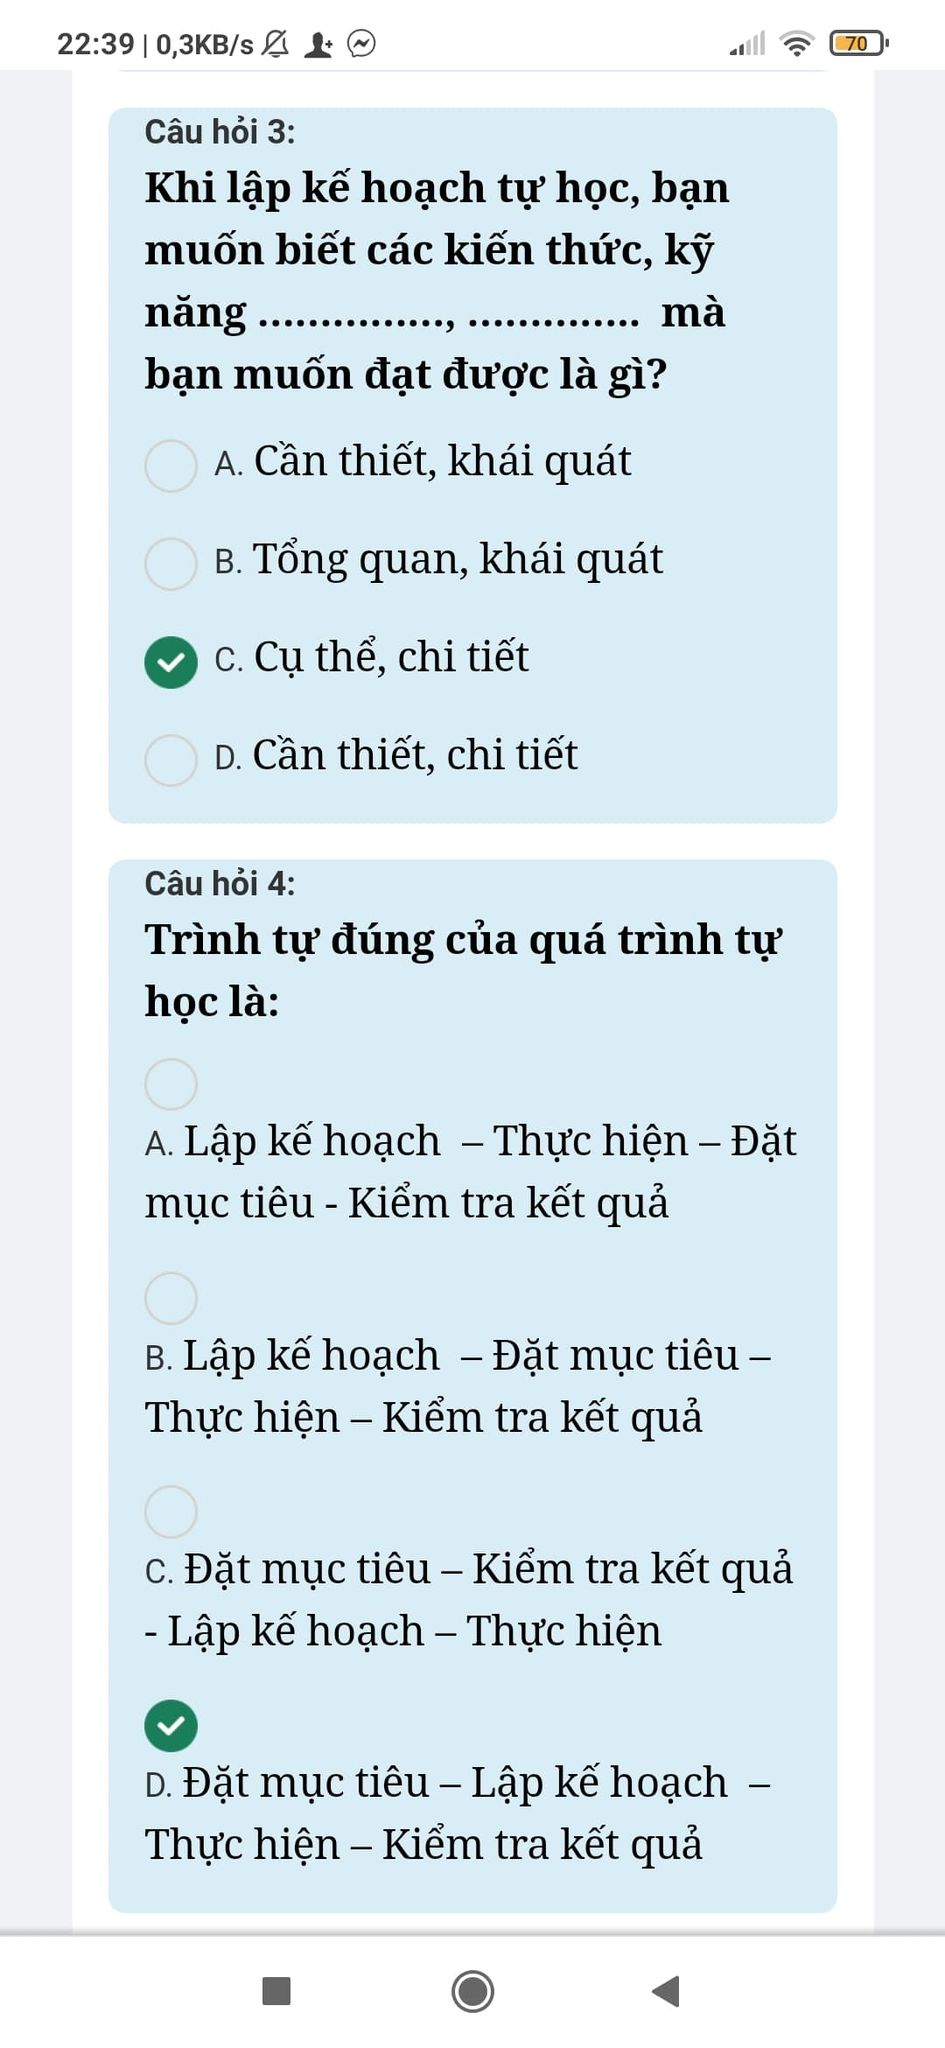 22:39 | 0,3KB/s
70
Câu hỏi 3:
Khi lập kế hoạch tự học, bạn
muốn biết các kiến thức, kỹ
năng ..............., .............. mà
bạn muốn đạt được là gì?
A. Cần thiết, khái quát
B. Tổng quan, khái quát
C. Cụ thể, chi tiết
D. Cần thiết, chi tiết
Câu hỏi 4:
Trình tự đúng của quá trình tự
học là:
A. Lập kế hoạch – Thực hiện – Đặt
mục tiêu - Kiểm tra kết quả
B. Lập kế hoạch – Đặt mục tiêu –
Thực hiện – Kiểm tra kết quả
C. Đặt mục tiêu – Kiểm tra kết quả
- Lập kế hoạch – Thực hiện
D. Đặt mục tiêu – Lập kế hoạch –
Thực hiện – Kiểm tra kết quả